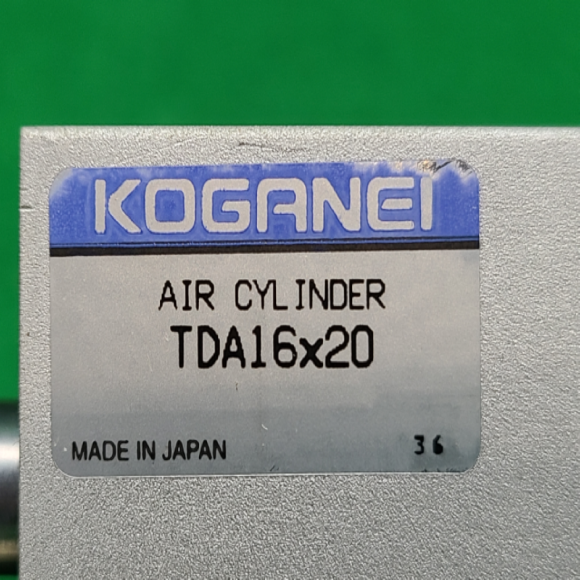 KOGANEI
AIR CYLINDER
TDA16x20
MADE IN JAPAN 36